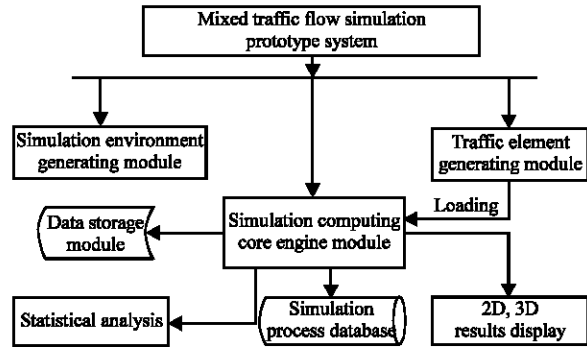 Mixed traffic flow simulation
prototype system
Simulation environment
generating module
Traffic element
generating module
Loading
Data storage
module
Simulation computing
core engine module
Statistical analysis
Simulation
process database
2D, 3D
results display